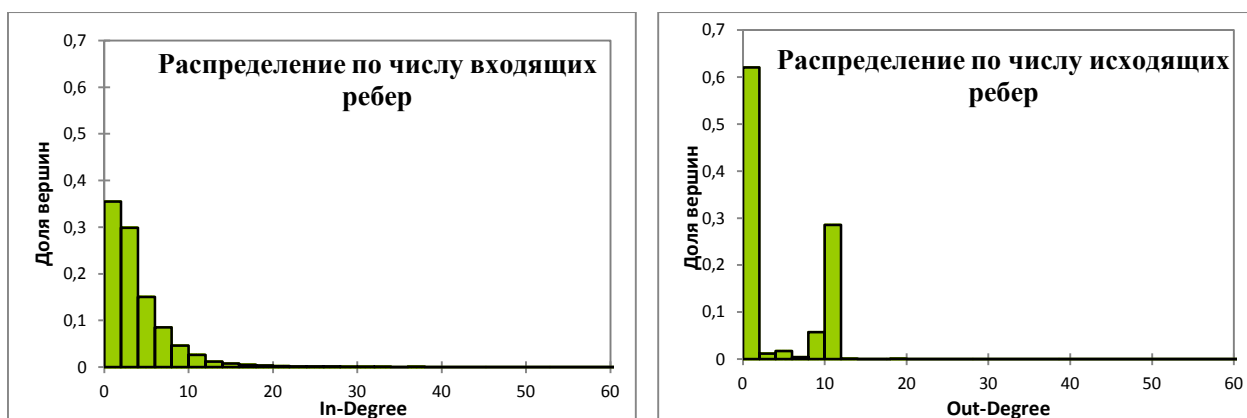 Распределение по числу входящих
ребер
Доля вершин
0,7
0,6
0,5
0,4
0,3
0,2
0,1
0
0 10 20 30 40 50 60
In-Degree
Распределение по числу исходящих
ребер
Доля вершин
0,7
0,6
0,5
0,4
0,3
0,2
0,1
0
0 10 20 30 40 50 60
Out-Degree